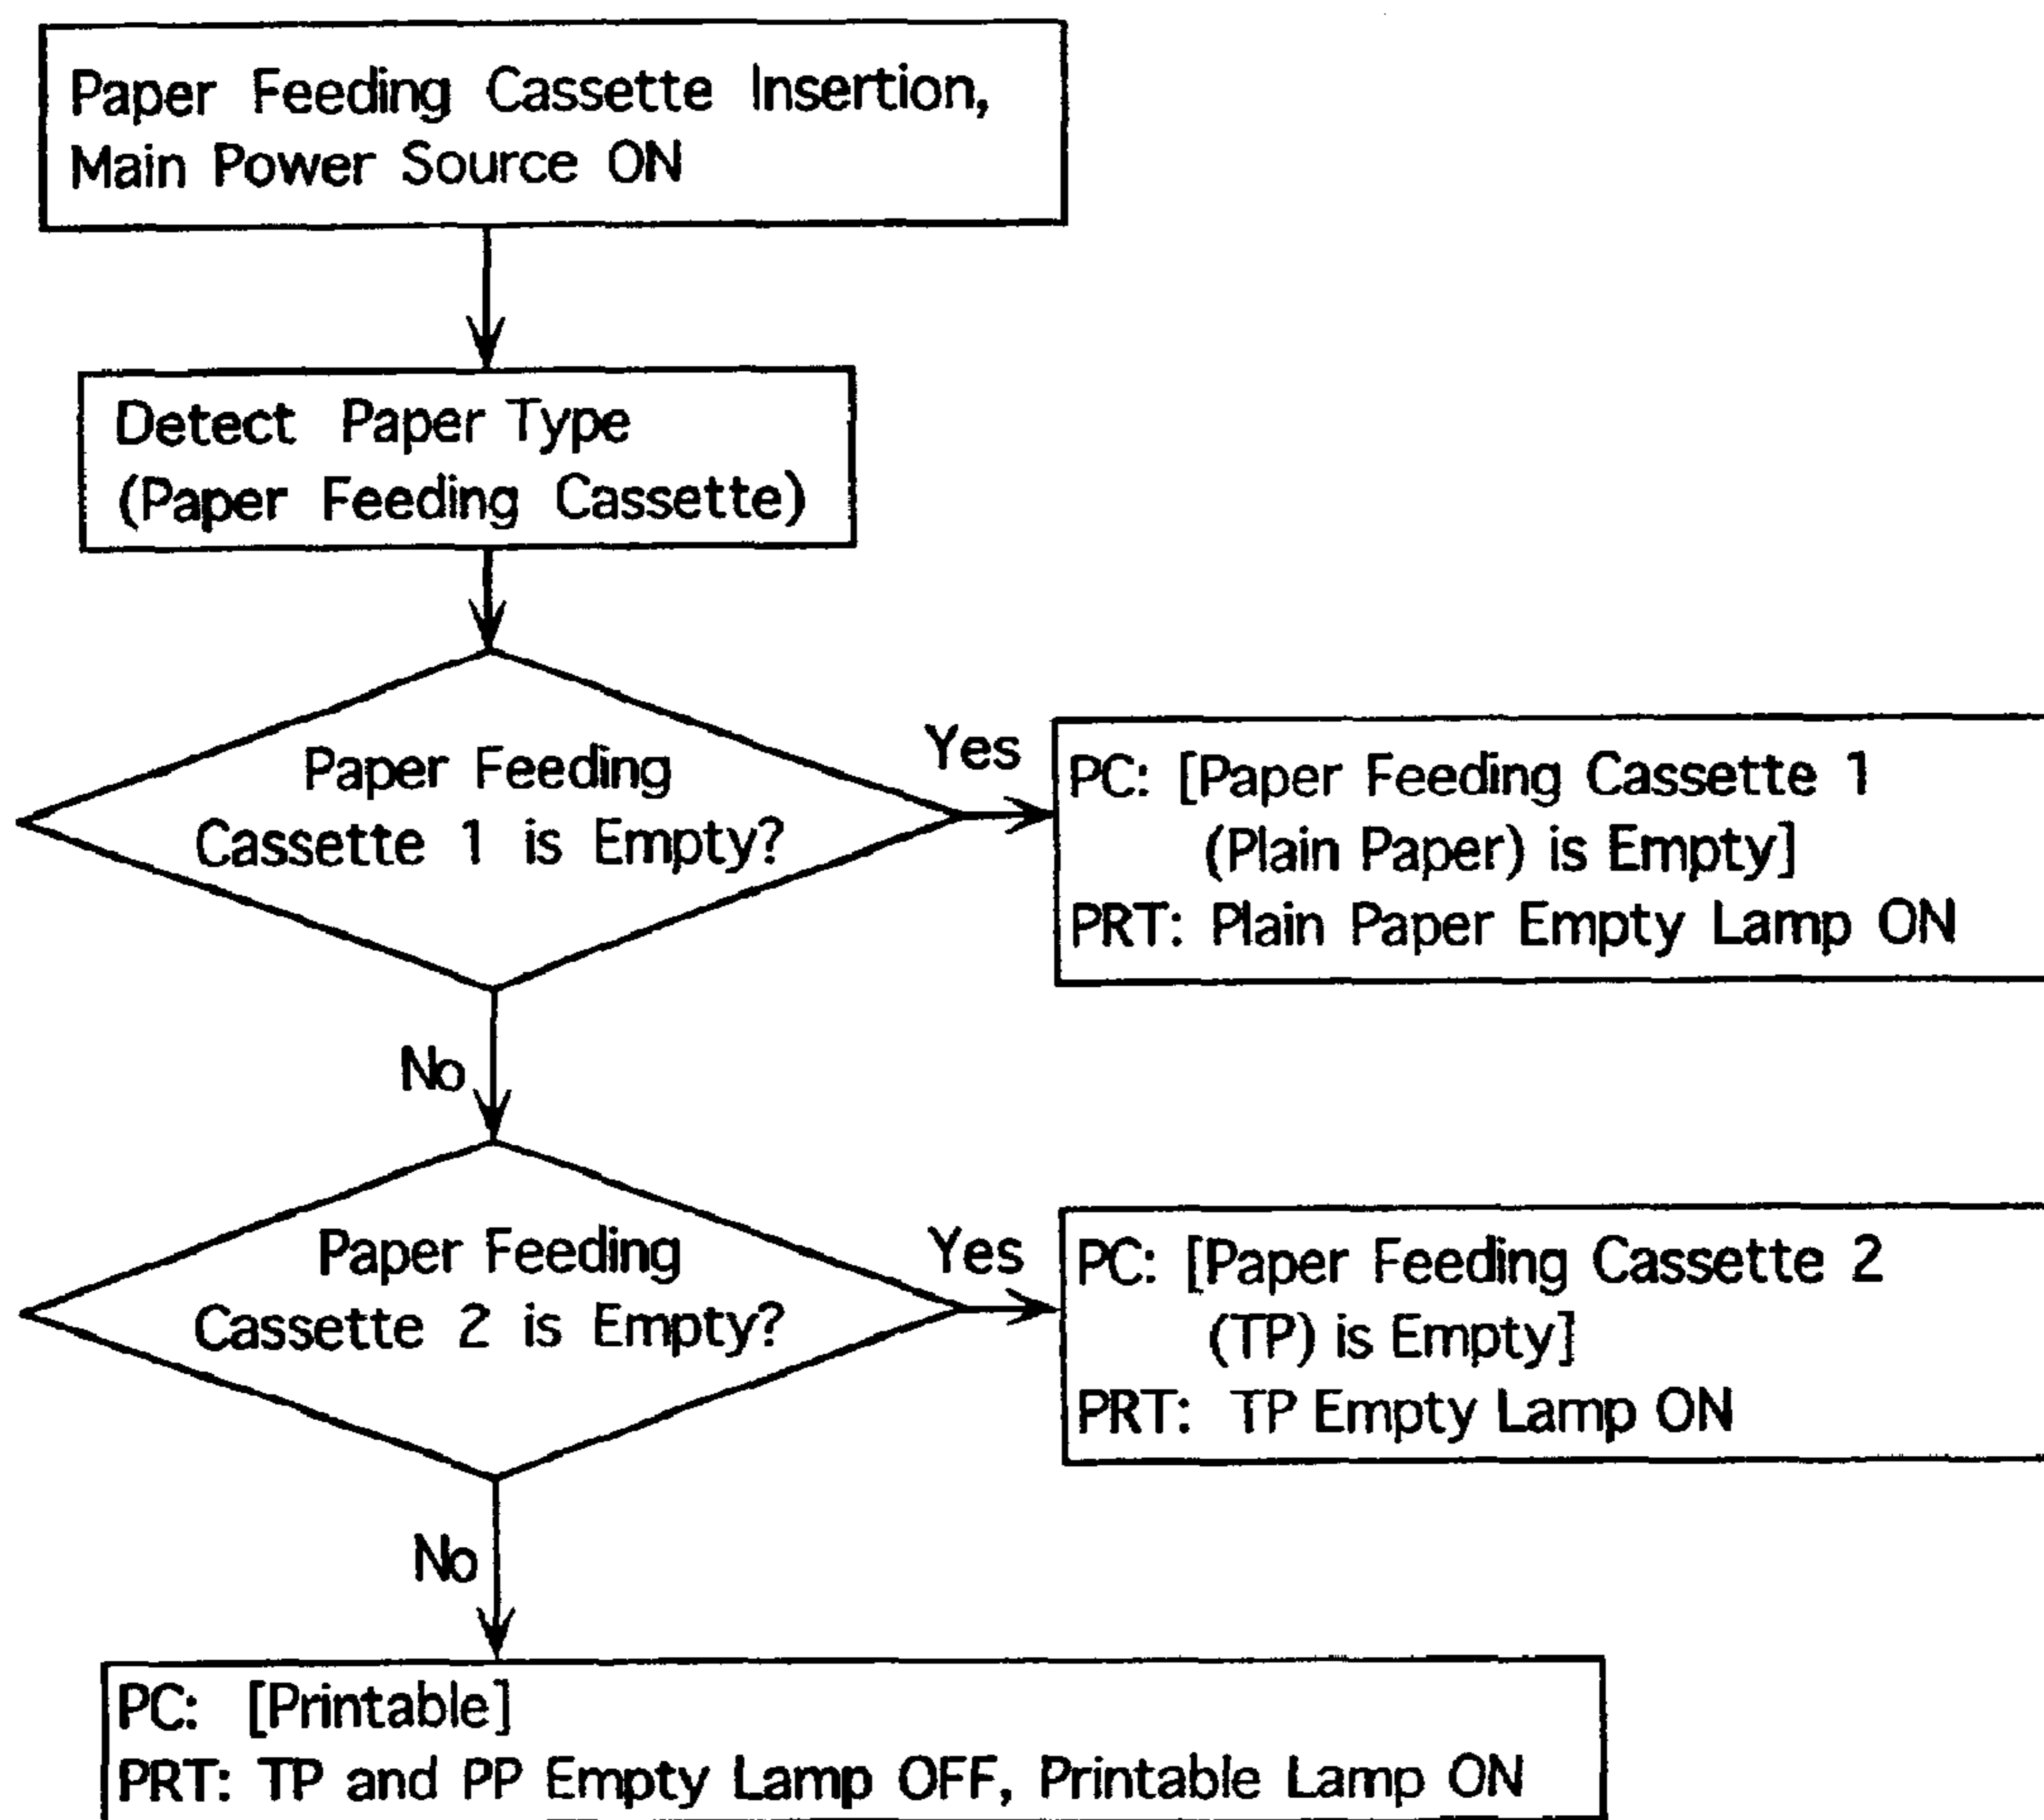 Paper Feeding Cassette Insertion,
Main Power Source ON
Detect Paper Type
(Paper Feeding Cassette)
Paper Feeding
Cassette 1 is Empty?
Yes
PC: [Paper Feeding Cassette 1
(Plain Paper) is Empty]
PRT: Plain Paper Empty Lamp ON
No
Paper Feeding
Cassette 2 is Empty?
Yes
PC: [Paper Feeding Cassette 2
(TP) is Empty]
PRT: TP Empty Lamp ON
No
PC: [Printable]
PRT: TP and PP Empty Lamp OFF, Printable Lamp ON